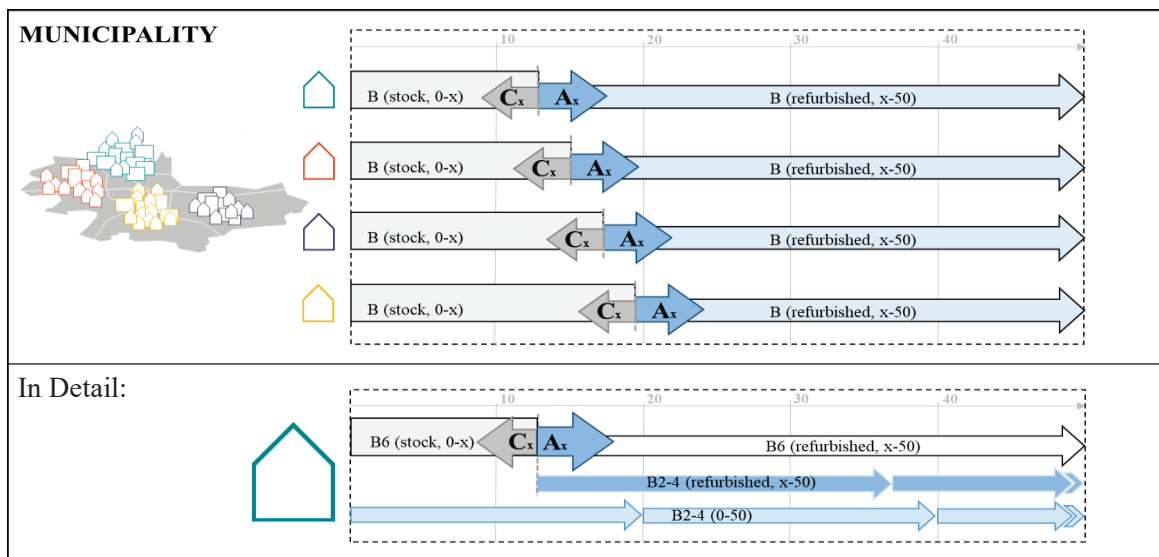 MUNICIPALITY
10 20 30 40
B (stock, 0-x) Cx Ax B (refurbished, x-50)
B (stock, 0-x) Cx Ax B (refurbished, x-50)
B (stock, 0-x) Cx Ax B (refurbished, x-50)
B (stock, 0-x) Cx Ax B (refurbished, x-50)
In Detail:
10 20 30 40
B6 (stock, 0-x) Cx Ax B6 (refurbished, x-50)
B2-4 (refurbished, x-50)
B2-4 (0-50)